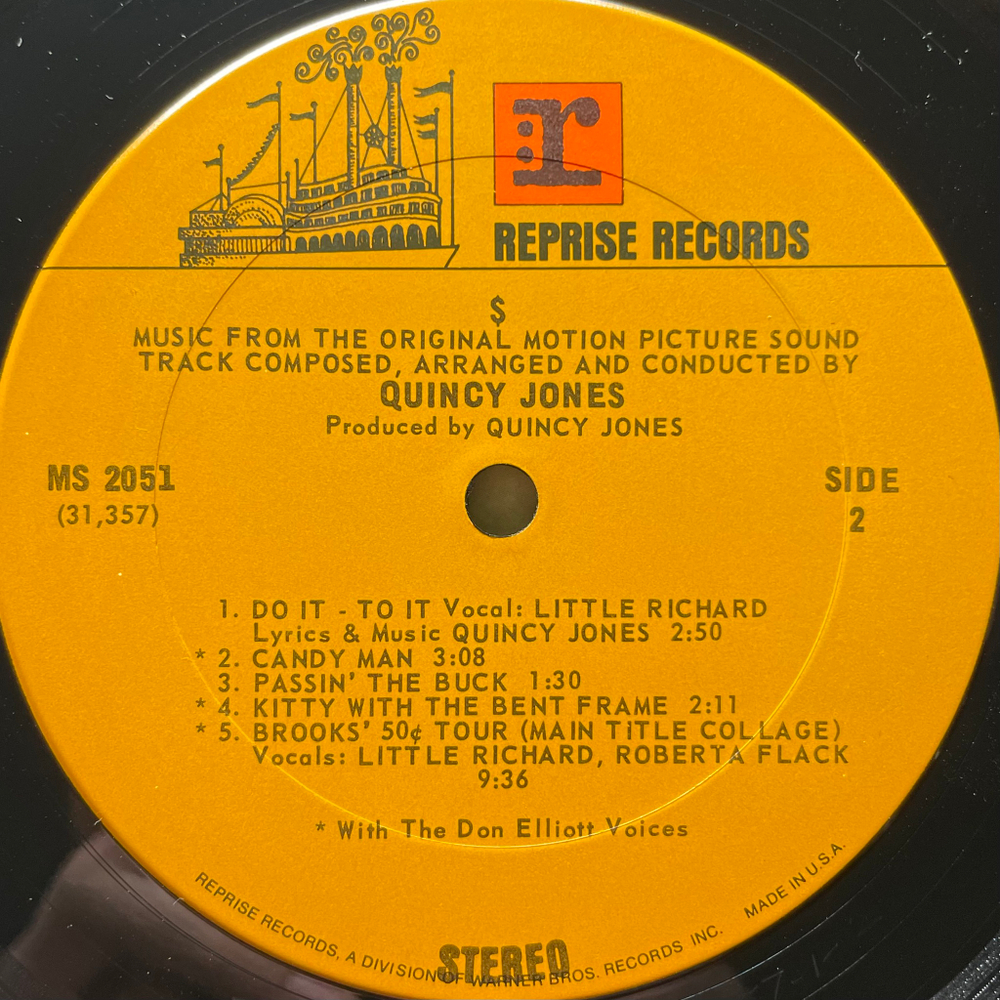 r:
REPRISE RECORDS
$
MUSIC FROM THE ORIGINAL MOTION PICTURE SOUND
TRACK COMPOSED, ARRANGED AND CONDUCTED BY
QUINCY JONES
Produced by QUINCY JONES
MS 2051
(31,357)
SIDE
2
1. DO IT - TO IT Vocal: LITTLE RICHARD
Lyrics & Music QUINCY JONES 2:50
* 2. CANDY MAN 3:08
3. PASSIN' THE BUCK 1:30
* 4. KITTY WITH THE BENT FRAME 2:11
* 5. BROOKS' 50¢ TOUR (MAIN TITLE COLLAGE)
Vocals: LITTLE RICHARD, ROBERTA FLACK
9:36
* With The Don Elliott Voices
STEREO
REPRISE RECORDS, A DIVISION OF WARNER BROS. RECORDS INC. MADE IN U.S.A.